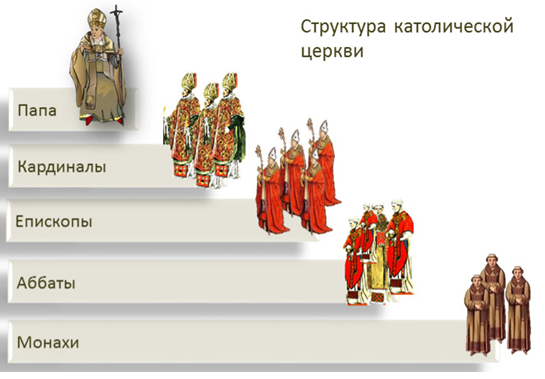 Структура католической
церкви
Папа
Кардиналы
Епископы
Аббаты
Монахи